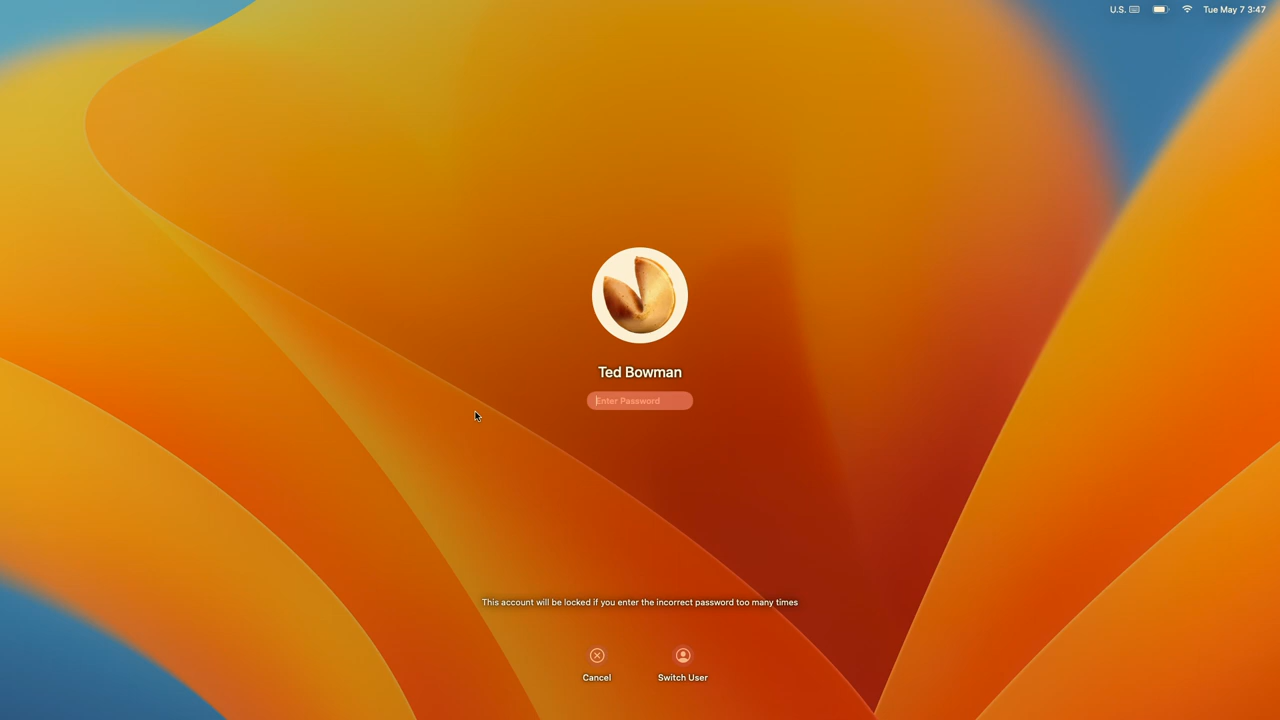 U.S. Tue May 7 3:47
Ted Bowman
Enter Password
This account will be locked if you enter the incorrect password too many times
Cancel Switch User